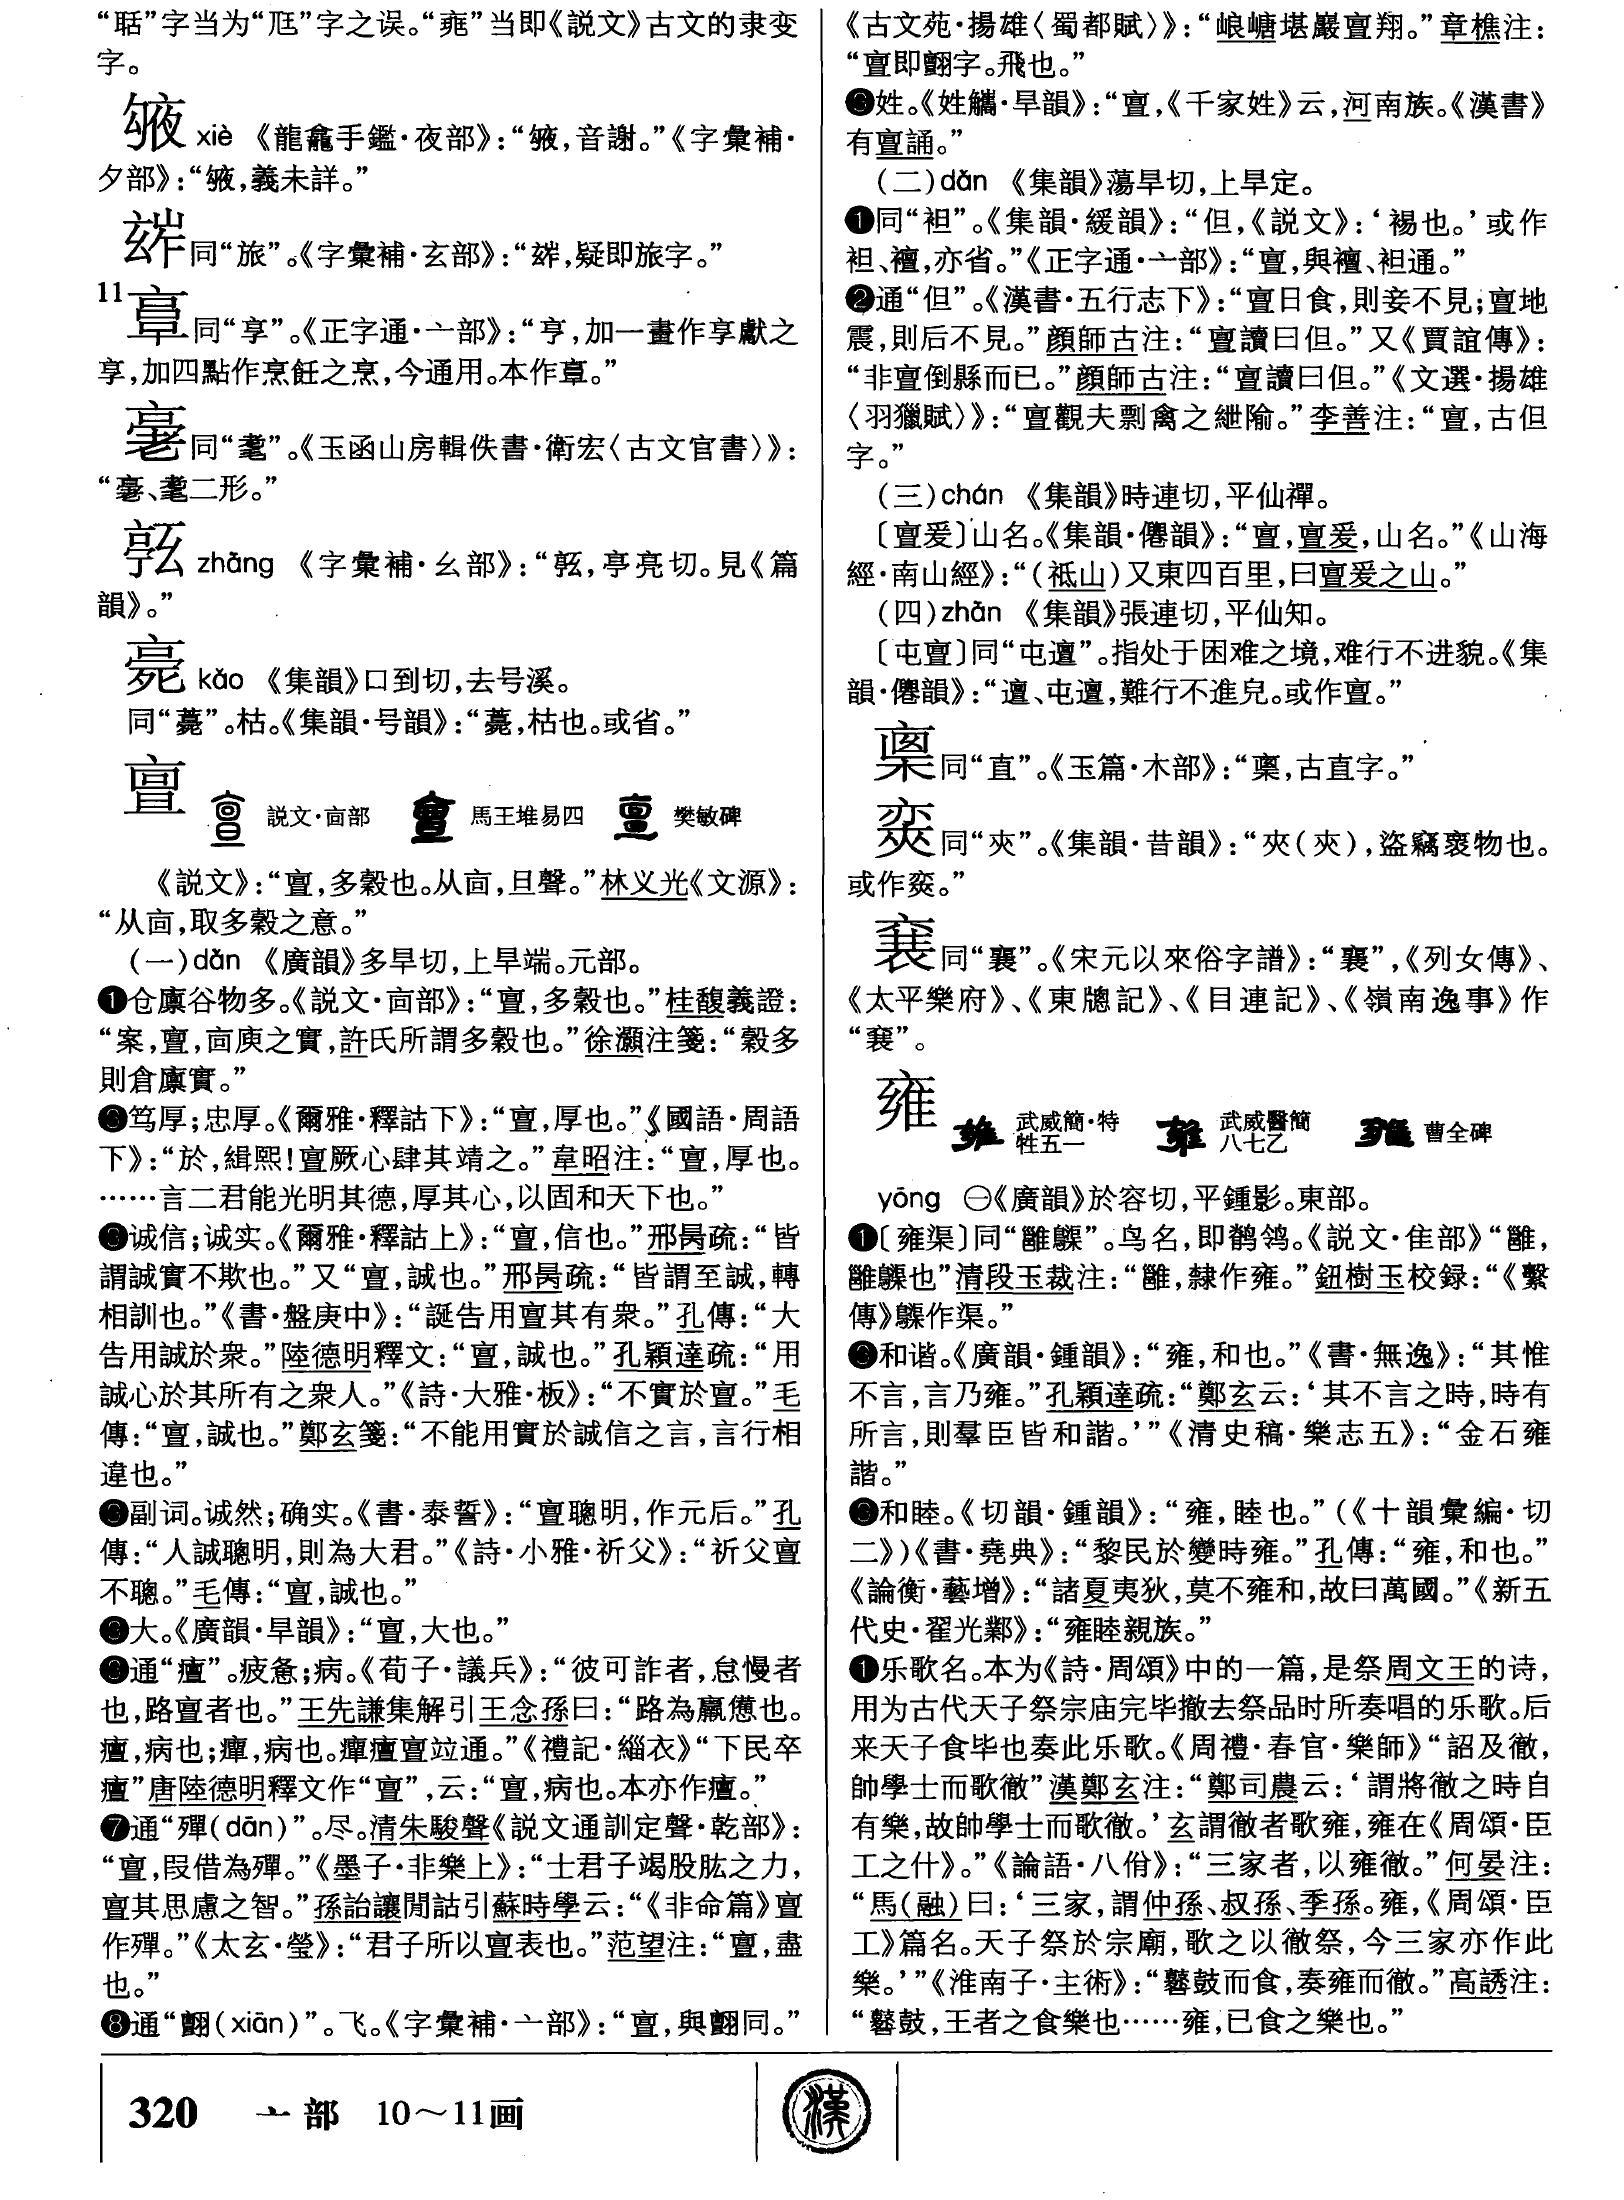 “聒”字当为“尫”字之误。“𩀌”当即《説文》古文的隶变
字。
xiè 《龍龕手鑑·夜部》：“，音謝。”《字彙補·
夕部》：“，義未詳。”
同“旅”。《字彙補·玄部》：“，疑即旅字。”
11
同“享”。《正字通·亠部》：“亨，加一畫作享獻之
享，加四點作烹飪之烹，今通用。本作。”
同“耄”。《玉函山房輯佚書·衛宏〈古文官書〉》：
“、耄二形。”
zhǎng 《字彙補·幺部》：“，亭亮切。見《篇
韻》。”
kǎo 《集韻》口到切，去号溪。
同“薧”。枯。《集韻·号韻》：“薧，枯也。或省。”
亶 説文·㐭部 馬王堆易四 樊敏碑
《説文》：“亶，多穀也。从㐭，旦聲。”林义光《文源》：
“从㐭，取多穀之意。”
（一）dǎn 《廣韻》多旱切，上旱端。元部。
❶仓廩谷物多。《説文·㐭部》：“亶，多穀也。”桂馥義證：
“案，亶，㐭庾之實，許氏所謂多穀也。”徐灝注箋：“穀多
則倉廩實。”
笃厚；忠厚。《爾雅·釋詁下》：“亶，厚也。”《國語·周語
下》：“於，緝熙！亶厥心肆其靖之。”韋昭注：“亶，厚也。
……言二君能光明其德，厚其心，以固和天下也。”
诚信；诚实。《爾雅·釋詁上》：“亶，信也。”邢昺疏：“皆
謂誠實不欺也。”又“亶，誠也。”邢昺疏：“皆謂至誠，轉
相訓也。”《書·盤庚中》：“誕告用亶其有衆。”孔傳：“大
告用誠於衆。”陸德明釋文：“亶，誠也。”孔穎達疏：“用
誠心於其所有之衆人。”《詩·大雅·板》：“不實於亶。”毛
傳：“亶，誠也。”鄭玄箋：“不能用實於誠信之言，言行相
違也。”
副词。诚然；确实。《書·泰誓》：“亶聰明，作元后。”孔
傳：“人誠聰明，則為大君。”《詩·小雅·祈父》：“祈父亶
不聰。”毛傳：“亶，誠也。”
大。《廣韻·旱韻》：“亶，大也。”
通“癉”。疲惫；病。《荀子·議兵》：“彼可詐者，怠慢者
也，路亶者也。”王先謙集解引王念孫曰：“路為羸憊也。
㿊，病也；癉，病也。癉㿊亶竝通。”《禮記·緇衣》“下民卒
㿊”唐陸德明釋文作“亶”，云：“亶，病也。本亦作㿊。”
❼通“殫(dān)”。尽。清朱駿聲《説文通訓定聲·乾部》：
“亶，叚借為殫。”《墨子·非樂上》：“士君子竭股肱之力，
亶其思慮之智。”孫詒讓閒詁引蘇時學云：“《非命篇》亶
作殫。”《太玄·瑩》：“君子所以亶表也。”范望注：“亶，盡
也。”
❽通“䎒(xiān)”。飞。《字彙補·亠部》：“亶，與䎒同。”
《古文苑·揚雄〈蜀都賦〉》：“崀嵣堪巖亶翔。”章樵注：
“亶即䎒字。飛也。”
姓。《姓觿·旱韻》：“亶，《千家姓》云，河南族。《漢書》
有亶誦。”
（二）dǎn 《集韻》蕩旱切，上旱定。
❶同“袒”。《集韻·緩韻》：“但，《説文》：‘裼也。’或作
袒、襢，亦省。”《正字通·亠部》：“亶，與襢、袒通。”
❷通“但”。《漢書·五行志下》：“亶日食，則妾不見；亶地
震，則后不見。”顔師古注：“亶讀曰但。”又《賈誼傳》：
“非亶倒縣而已。”顔師古注：“亶讀曰但。”《文選·揚雄
〈羽獵賦〉》：“亶觀夫剽禽之紲隃。”李善注：“亶，古但
字。”
（三）chán 《集韻》時連切，平仙禪。
〔亶爰〕山名。《集韻·僊韻》：“亶，亶爰，山名。”《山海
經·南山經》：“(祗山)又東四百里，曰亶爰之山。”
（四）zhān 《集韻》張連切，平仙知。
〔屯亶〕同“屯邅”。指处于困难之境，难行不进貌。《集
韻·僊韻》：“邅、屯邅，難行不進皃。或作亶。”
同“直”。《玉篇·木部》：“，古直字。”
同“夾”。《集韻·昔韻》：“夾(夾)，盜竊褱物也。
或作。”
同“襄”。《宋元以來俗字譜》：“襄”，《列女傳》、
《太平樂府》、《東牕記》、《目連記》、《嶺南逸事》作
“”。
雍 武威簡·特牲五一 武威醫簡八七乙 曹全碑
yōng ㊀《廣韻》於容切，平鍾影。東部。
❶〔雍渠〕同“雝䳶”。鸟名，即鹡鸰。《説文·隹部》“雝，
雝䳶也”清段玉裁注：“雝，隸作雍。”鈕樹玉校録：“《繫
傳》䳶作渠。”
和谐。《廣韻·鍾韻》：“雍，和也。”《書·無逸》：“其惟
不言，言乃雍。”孔穎達疏：“鄭玄云：‘其不言之時，時有
所言，則羣臣皆和諧。’”《清史稿·樂志五》：“金石雍
諧。”
和睦。《切韻·鍾韻》：“雍，睦也。”(《十韻彙編·切
二》)《書·堯典》：“黎民於變時雍。”孔傳：“雍，和也。”
《論衡·藝增》：“諸夏夷狄，莫不雍和，故曰萬國。”《新五
代史·翟光鄴》：“雍睦親族。”
❶乐歌名。本为《詩·周頌》中的一篇，是祭周文王的诗，
用为古代天子祭宗庙完毕撤去祭品时所奏唱的乐歌。后
来天子食毕也奏此乐歌。《周禮·春官·樂師》“詔及徹，
帥學士而歌徹”漢鄭玄注：“鄭司農云：‘謂將徹之時自
有樂，故帥學士而歌徹。’玄謂徹者歌雍，雍在《周頌·臣
工之什》。”《論語·八佾》：“三家者，以雍徹。”何晏注：
“馬(融)曰：‘三家，謂仲孫、叔孫、季孫。雍，《周頌·臣
工》篇名。天子祭於宗廟，歌之以徹祭，今三家亦作此
樂。’”《淮南子·主術》：“鼛鼓而食，奏雍而徹。”高誘注：
“鼛鼓，王者之食樂也……雍，已食之樂也。”
320 亠部 10～11画
漢